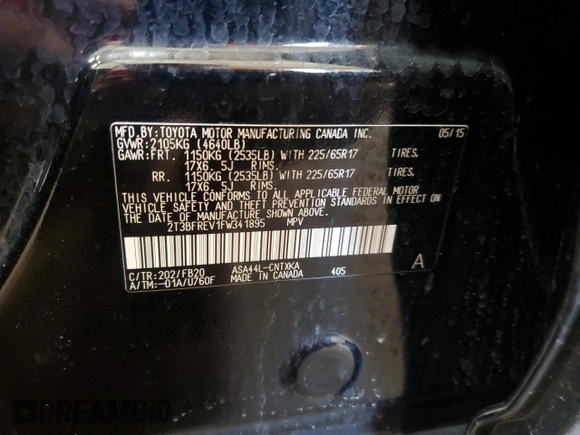 MFD.BY:TOYOTA MOTOR MANUFACTURING CANADA INC. 05/15
GVWR:2105KG (4640LB)
GAWR:FRT. 1150KG (2535LB) WITH 225/65R17 TIRES,
17X6. 5J RIMS,
RR. 1150KG (2535LB) WITH 225/65R17 TIRES,
17X6. 5J RIMS,
THIS VEHICLE CONFORMS TO ALL APPLICABLE FEDERAL MOTOR
VEHICLE SAFETY AND THEFT PREVENTION STANDARDS IN EFFECT ON
THE DATE OF MANUFACTURE SHOWN ABOVE.
2T3BFREV1FW341895 MPV
C/TR:202/FB20 ASA44L-CNTXKA 405 A
A/TM:-01A/U760F MADE IN CANADA
DREAMBID